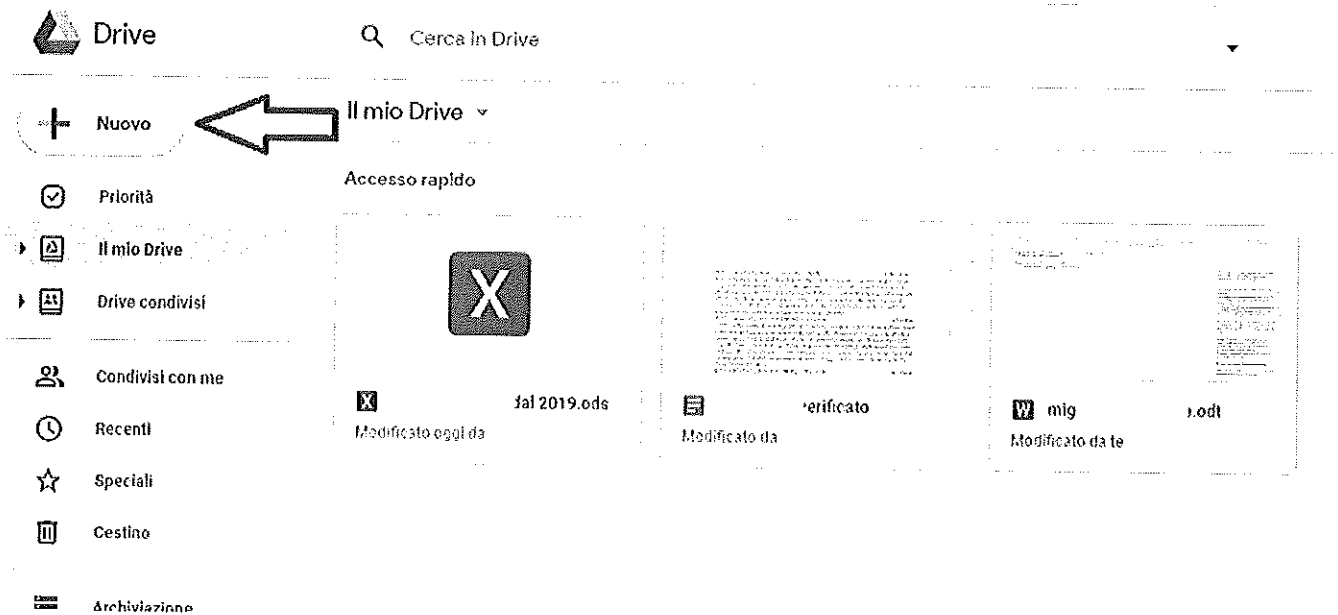 Drive
Cerca in Drive
Nuovo
Il mio Drive
Priorità
Accesso rapido
Il mio Drive
Drive condivisi
X
Condivisi con me
X dal 2019.ods
erificato
W mig .odt
Recenti
Modificato oggi da
Modificato da
Modificato da te
Speciali
Cestino
Archiviazione